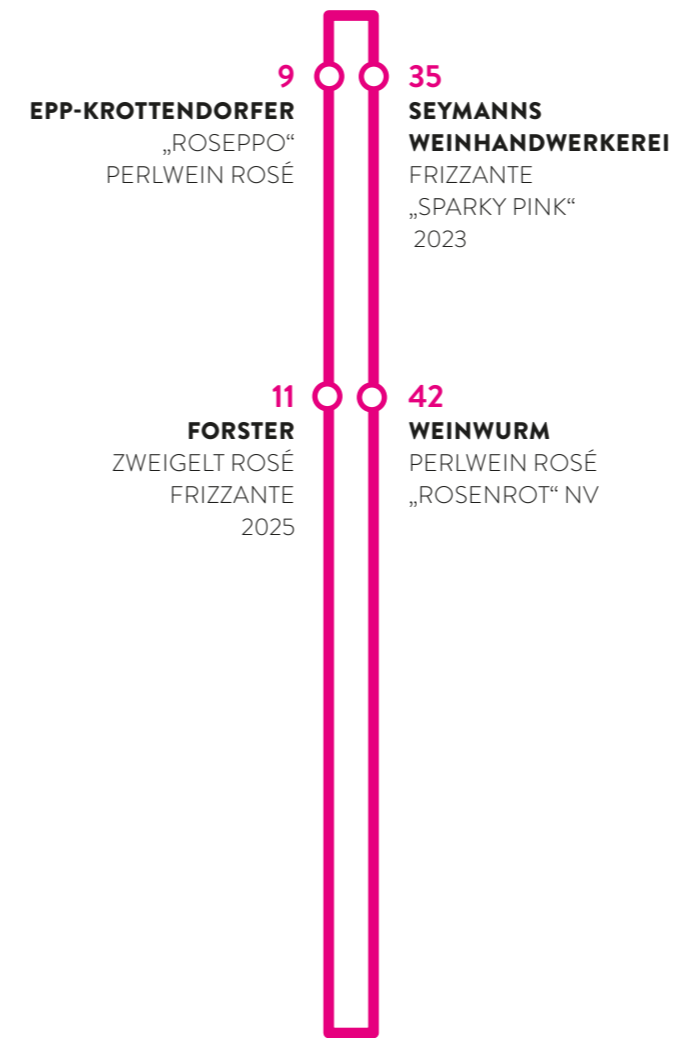 9
EPP-KROTTENDORFER
„ROSEPPO“
PERLWEIN ROSÉ
35
SEYMANNS
WEINHANDWERKEREI
FRIZZANTE
„SPARKY PINK“
2023
11
FORSTER
ZWEIGELT ROSÉ
FRIZZANTE
2025
42
WEINWURM
PERLWEIN ROSÉ
„ROSENROT“ NV